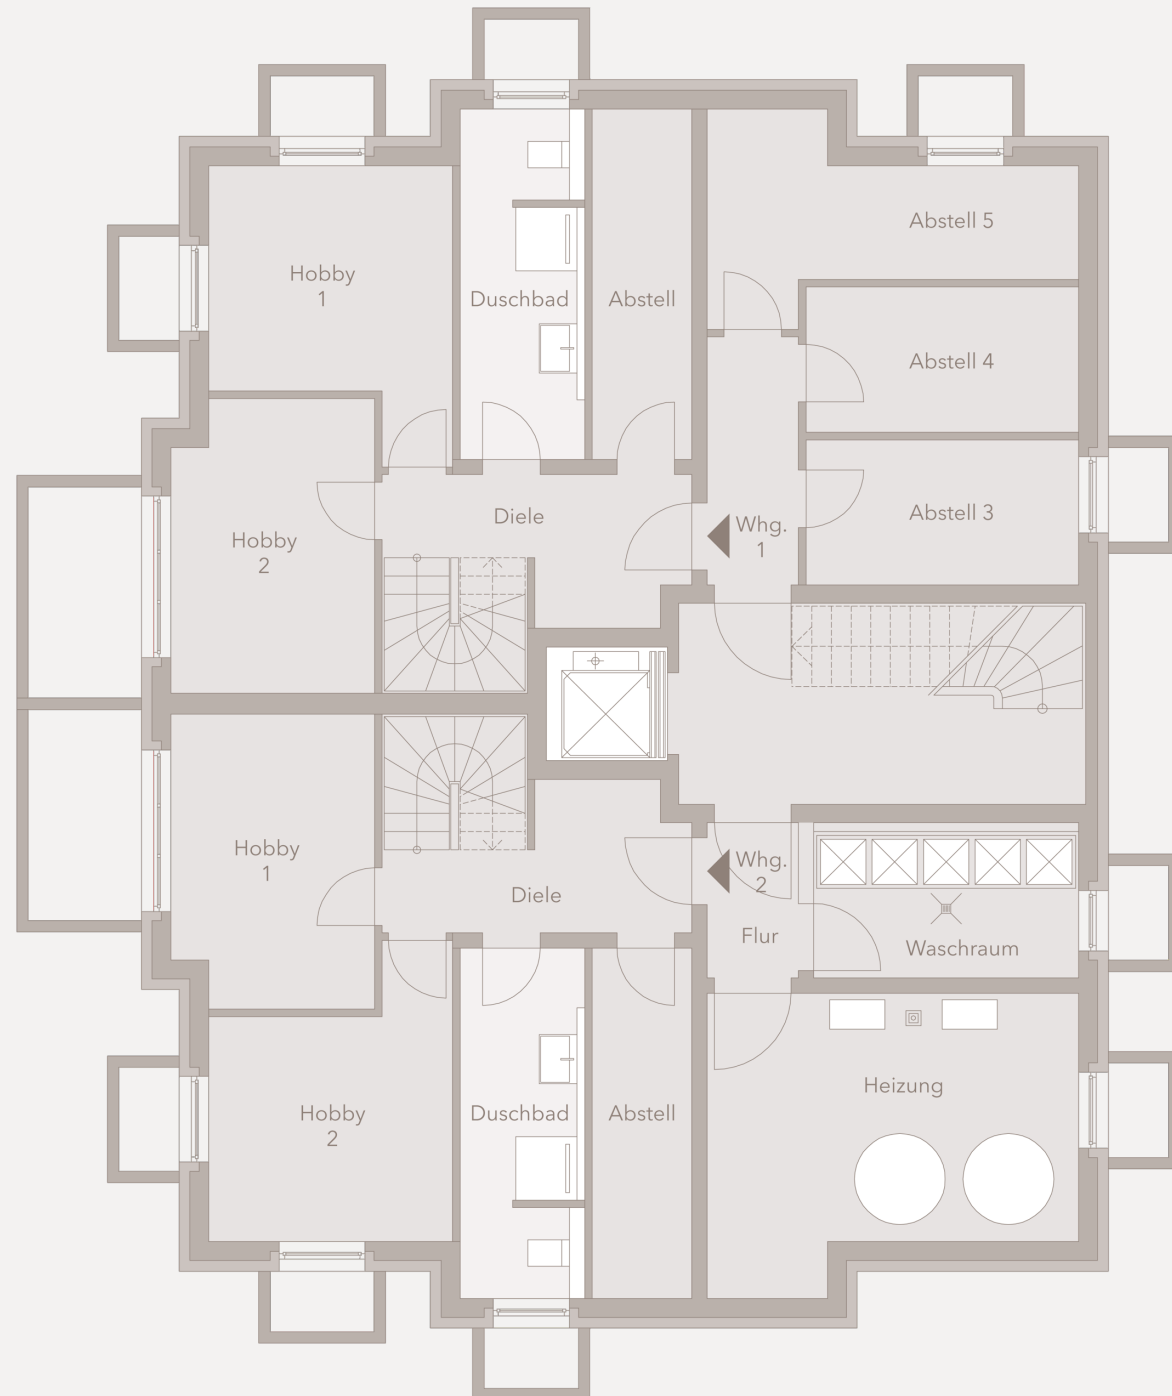 Abstell 5
Hobby
1
Duschbad
Abstell
Abstell 4
Abstell 3
Diele
Whg.
1
Hobby
2
Hobby
1
Whg.
2
Diele
Flur
Waschraum
Heizung
Hobby
2
Duschbad
Abstell